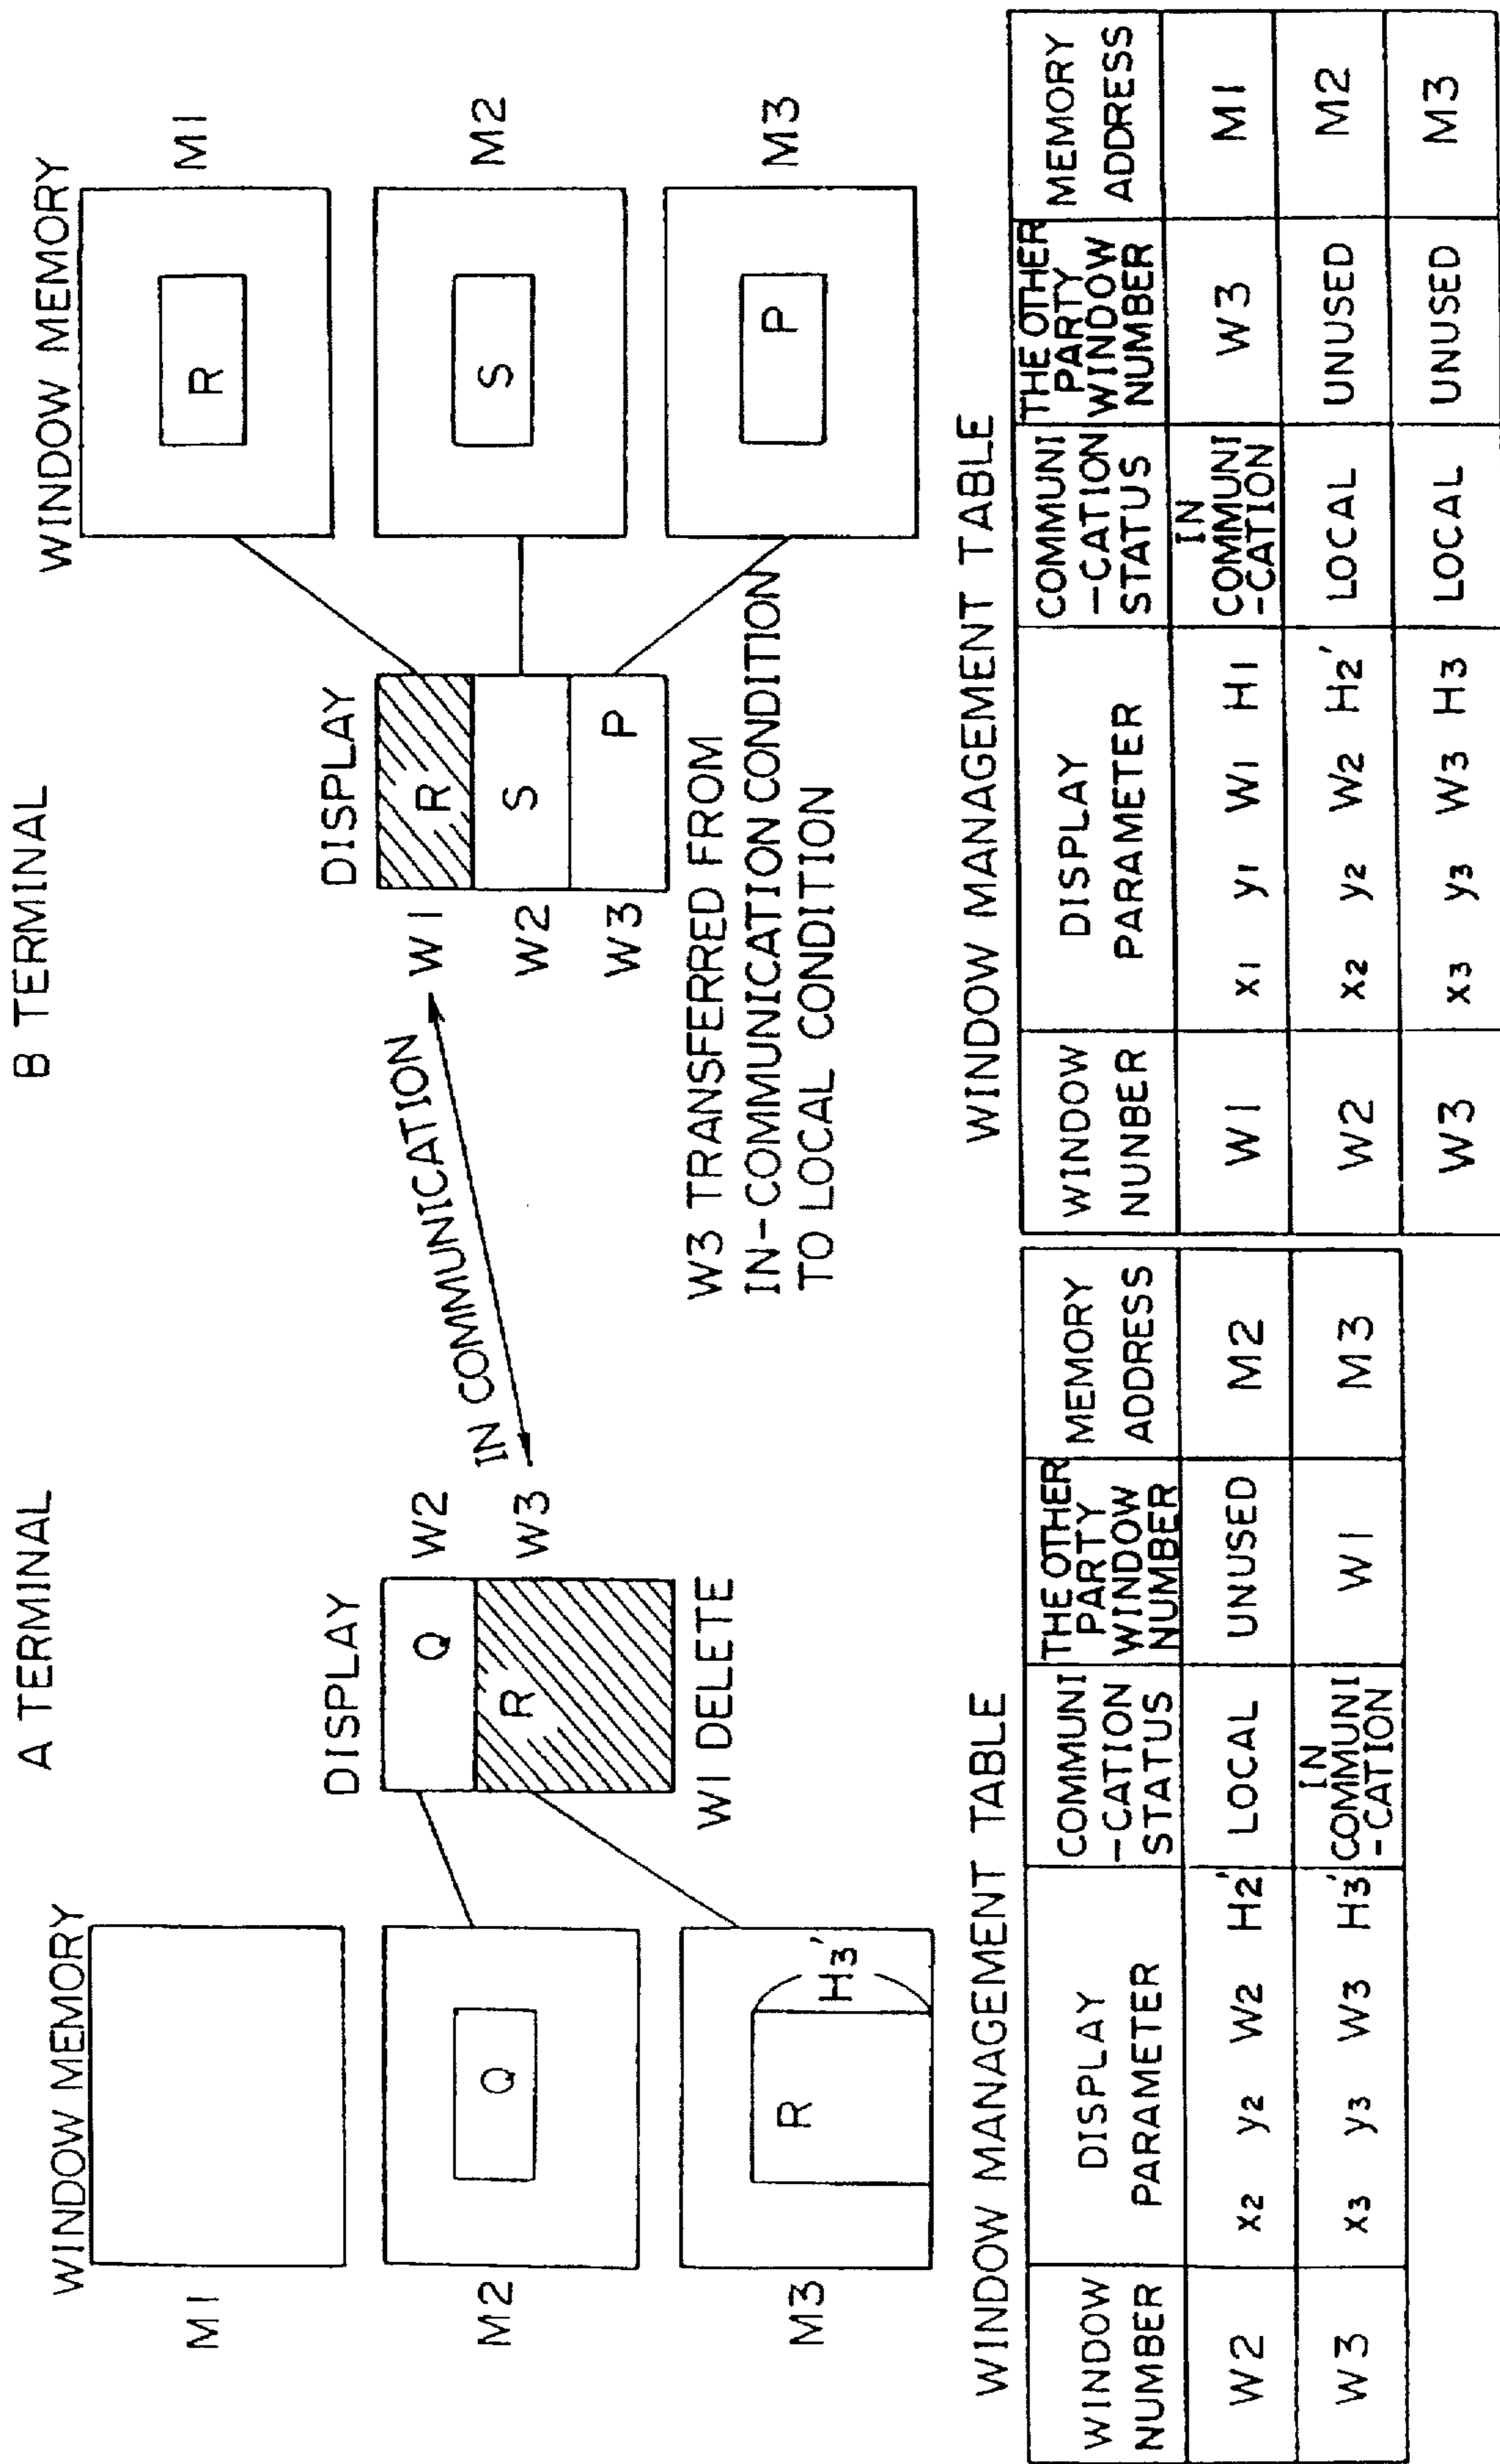 A TERMINAL
WINDOW MEMORY
DISPLAY
M1
M2
M3
Q
R
H3'
Q
R
W2
W3
W1 DELETE
IN COMMUNICATION
B TERMINAL
DISPLAY
WINDOW MEMORY
W1
W2
W3
R
S
P
R
S
P
M1
M2
M3
W3 TRANSFERRED FROM
IN-COMMUNICATION CONDITION
TO LOCAL CONDITION
WINDOW MANAGEMENT TABLE
WINDOW
NUMBER
DISPLAY
PARAMETER
COMMUNI
-CATION
STATUS
THE OTHER
PARTY
WINDOW
NUMBER
MEMORY
ADDRESS
W2 x2 y2 W2 H2' LOCAL UNUSED M2
W3 x3 y3 W3 H3' IN
COMMUNI
-CATION
W1 M3
WINDOW MANAGEMENT TABLE
WINDOW
NUNBER
DISPLAY
PARAMETER
COMMUNI
-CATION
STATUS
THE OTHER
PARTY
WINDOW
NUMBER
MEMORY
ADDRESS
W1 x1 y1 W1 H1 IN
COMMUNI
-CATION
W3 M1
W2 x2 y2 W2 H2' LOCAL UNUSED M2
W3 x3 y3 W3 H3 LOCAL UNUSED M3